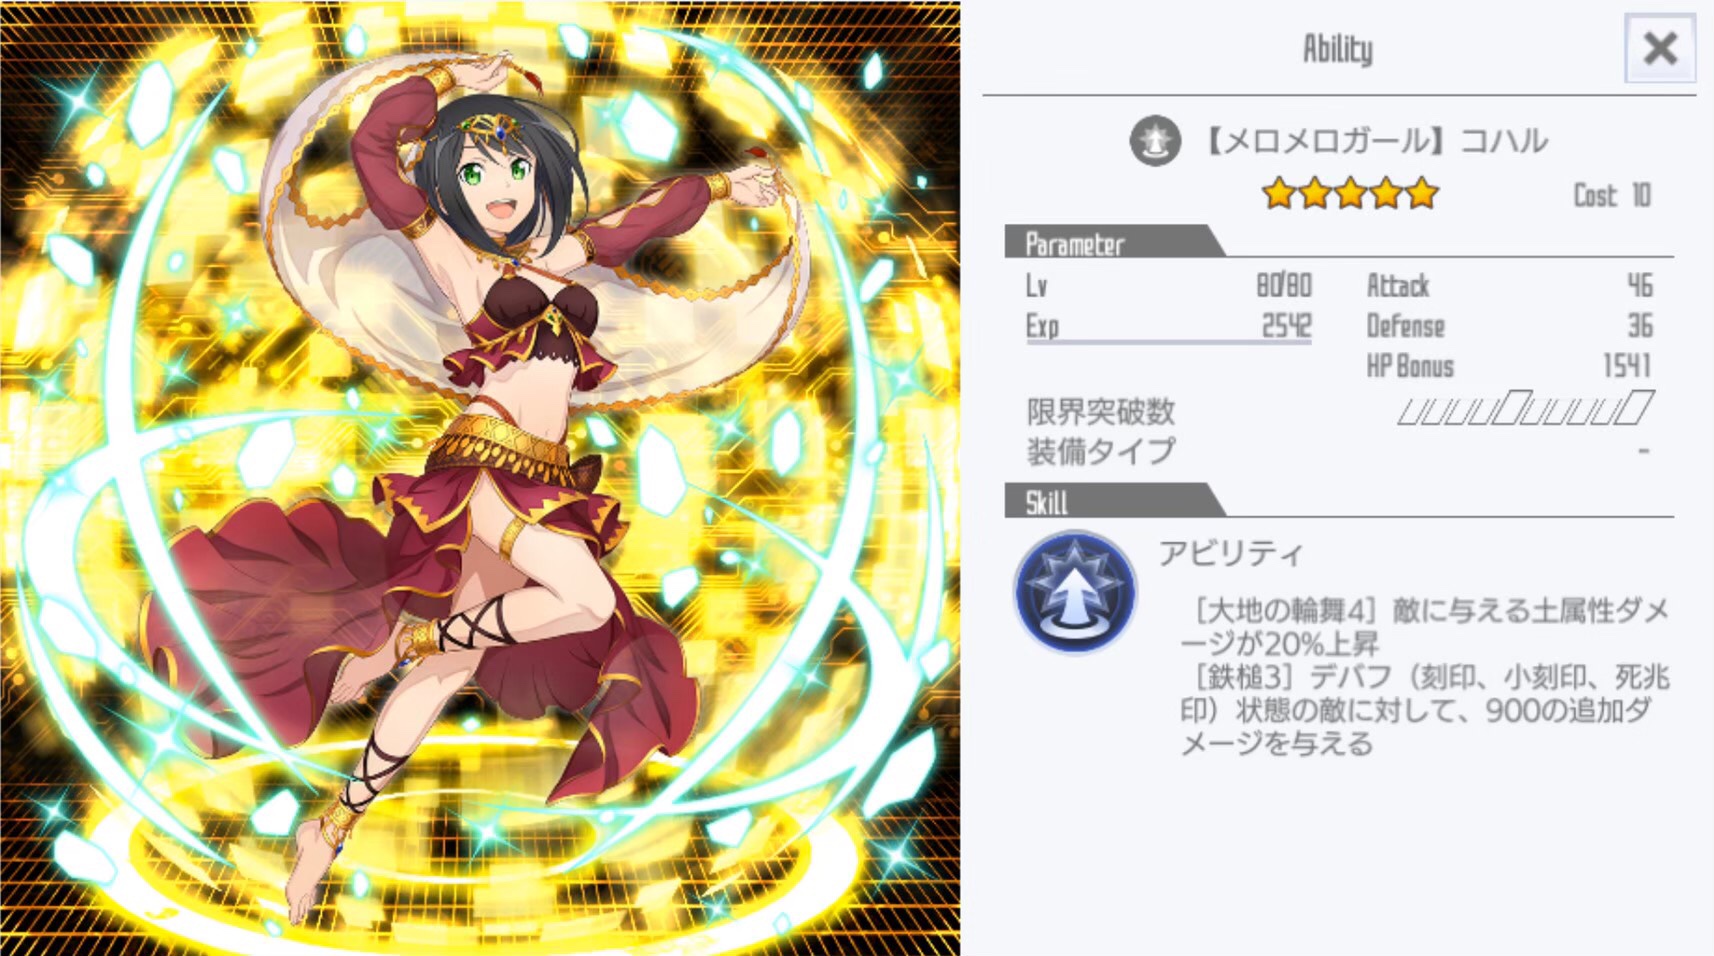 Ability
【メロメロガール】コハル
Cost 10
Parameter
Lv 80/80 Attack 46
Exp 2542 Defense 36
HP Bonus 1541
限界突破数
装備タイプ -
Skill
アビリティ
［大地の輪舞4］敵に与える土属性ダメ
ージが20%上昇
［鉄槌3］デバフ（刻印、小刻印、死兆
印）状態の敵に対して、900の追加ダ
メージを与える